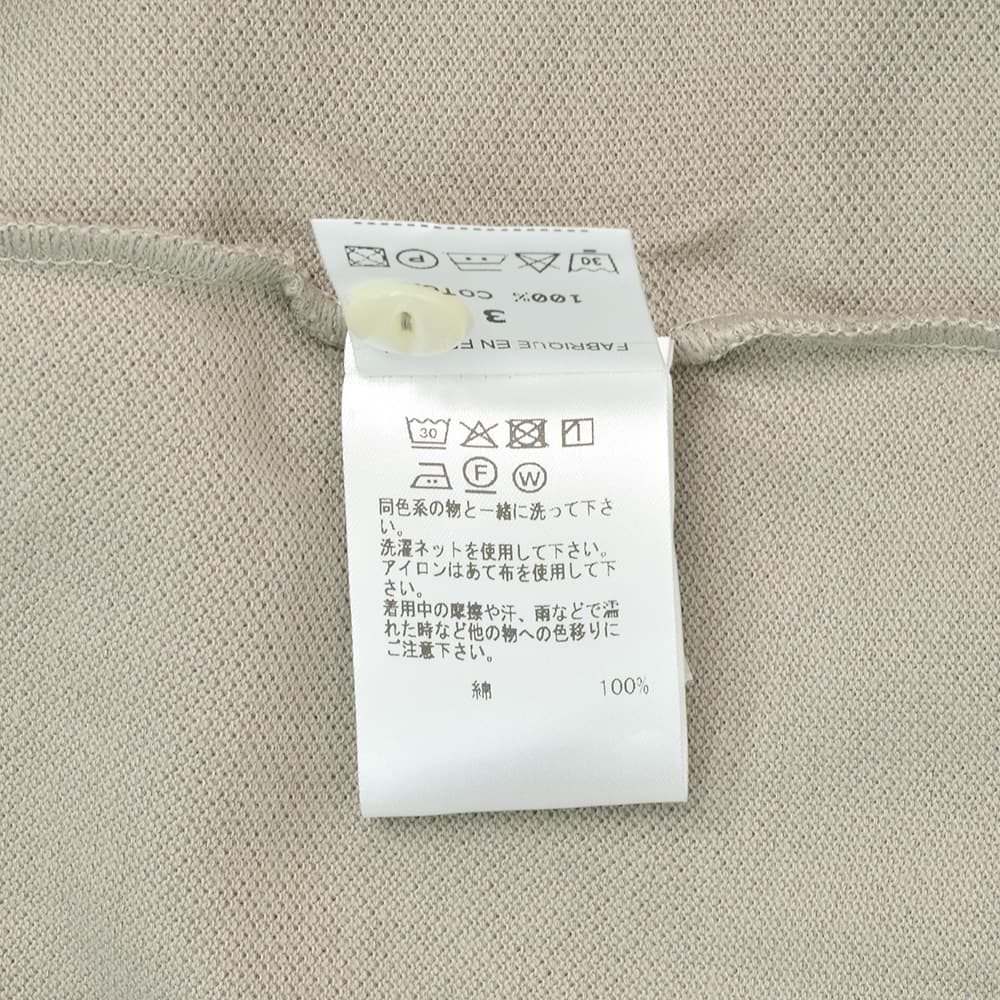 30
P
100% COT
3
FABRIQUE EN
30
F
W
同色系の物と一緒に洗って下さ
い。
洗濯ネットを使用して下さい。
アイロンはあて布を使用して下
さい。
着用中の摩擦や汗、雨などで濡
れた時など他の物への色移りに
ご注意下さい。
綿 100%